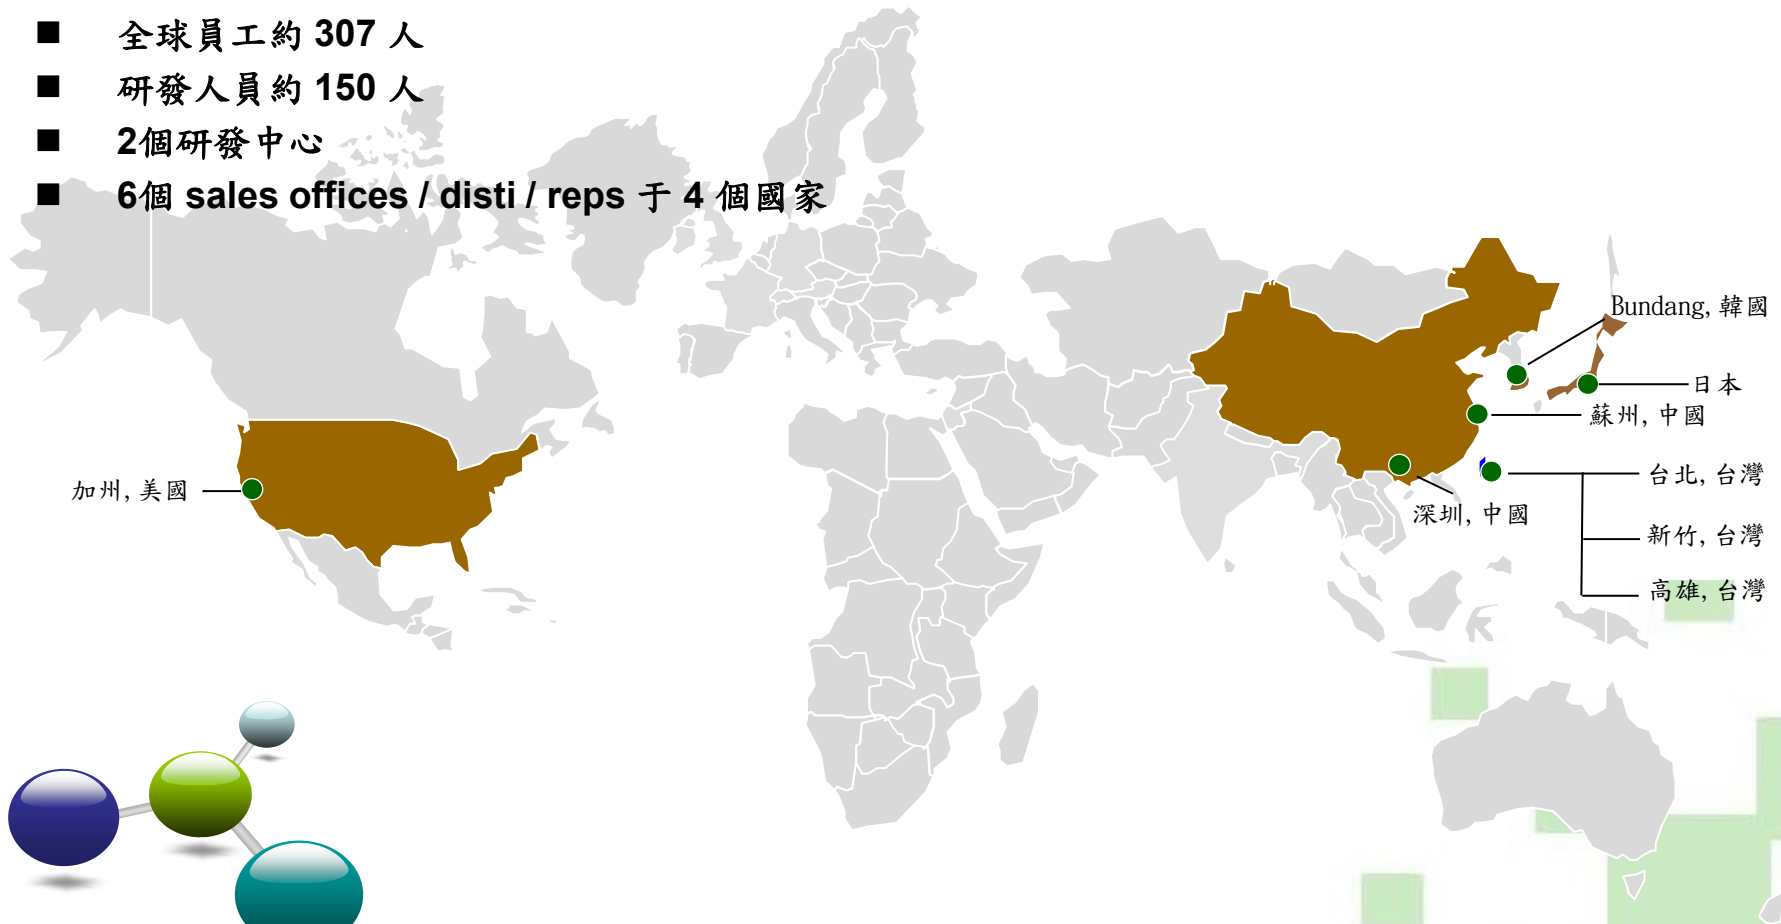 ■ 全球員工約 307 人
■ 研發人員約 150 人
■ 2個研發中心
■ 6個 sales offices / disti / reps 于 4 個國家
Bundang, 韓國
日本
蘇州, 中國
加州, 美國
台北, 台灣
深圳, 中國
新竹, 台灣
高雄, 台灣